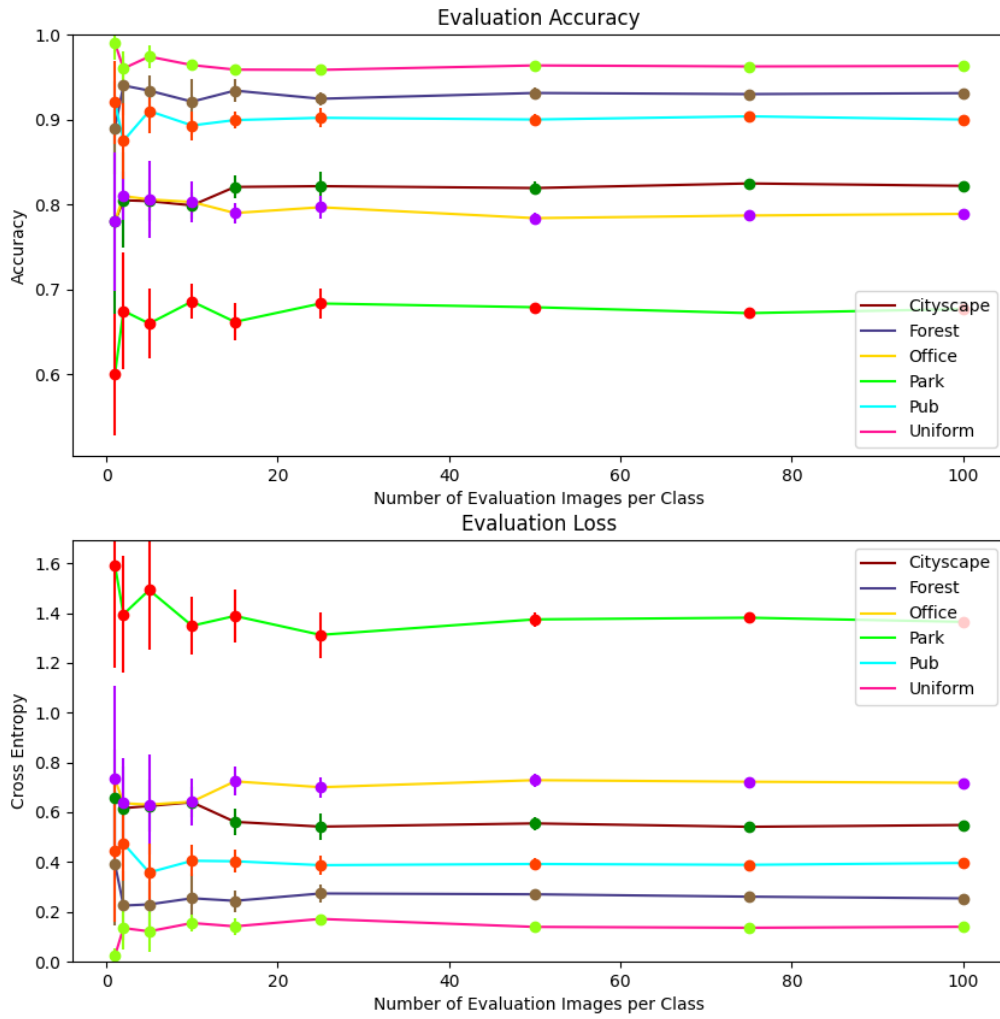 Evaluation Accuracy
1.0
0.9
0.8
0.7
0.6
Accuracy
Cityscape
Forest
Office
Park
Pub
Uniform
0 20 40 60 80 100
Number of Evaluation Images per Class
Evaluation Loss
1.6
1.4
1.2
1.0
0.8
0.6
0.4
0.2
0.0
Cross Entropy
Cityscape
Forest
Office
Park
Pub
Uniform
0 20 40 60 80 100
Number of Evaluation Images per Class